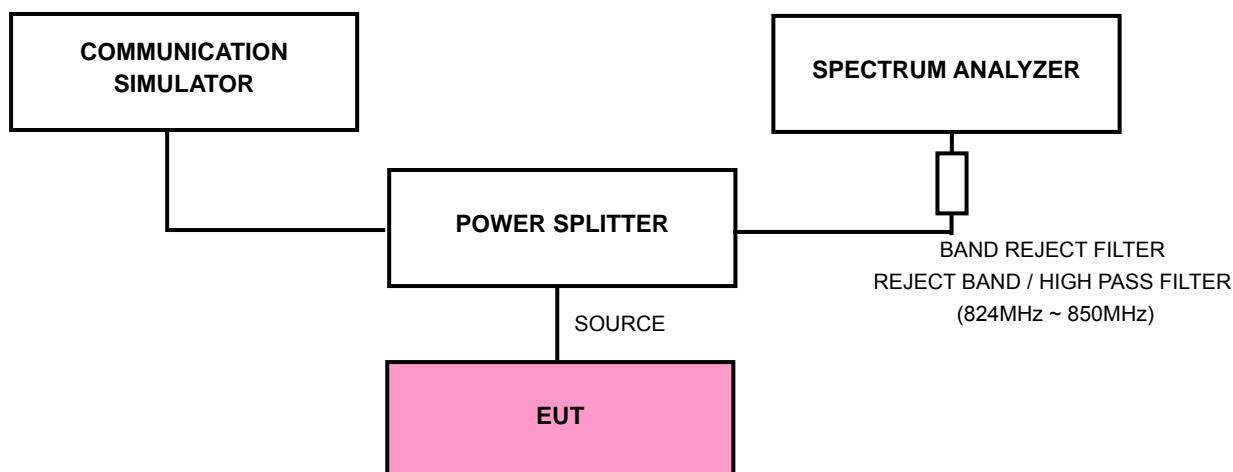 COMMUNICATION
SIMULATOR
SPECTRUM ANALYZER
POWER SPLITTER
BAND REJECT FILTER
REJECT BAND / HIGH PASS FILTER
(824MHz ~ 850MHz)
SOURCE
EUT